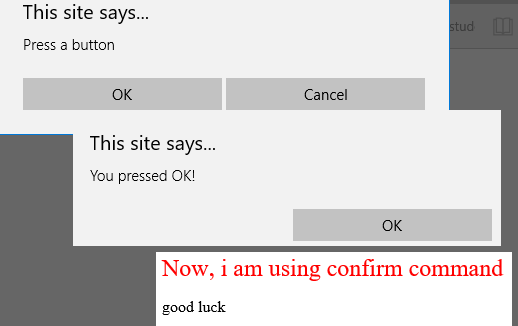 This site says...
stud
Press a button
OK
Cancel
This site says...
You pressed OK!
OK
Now, i am using confirm command
good luck